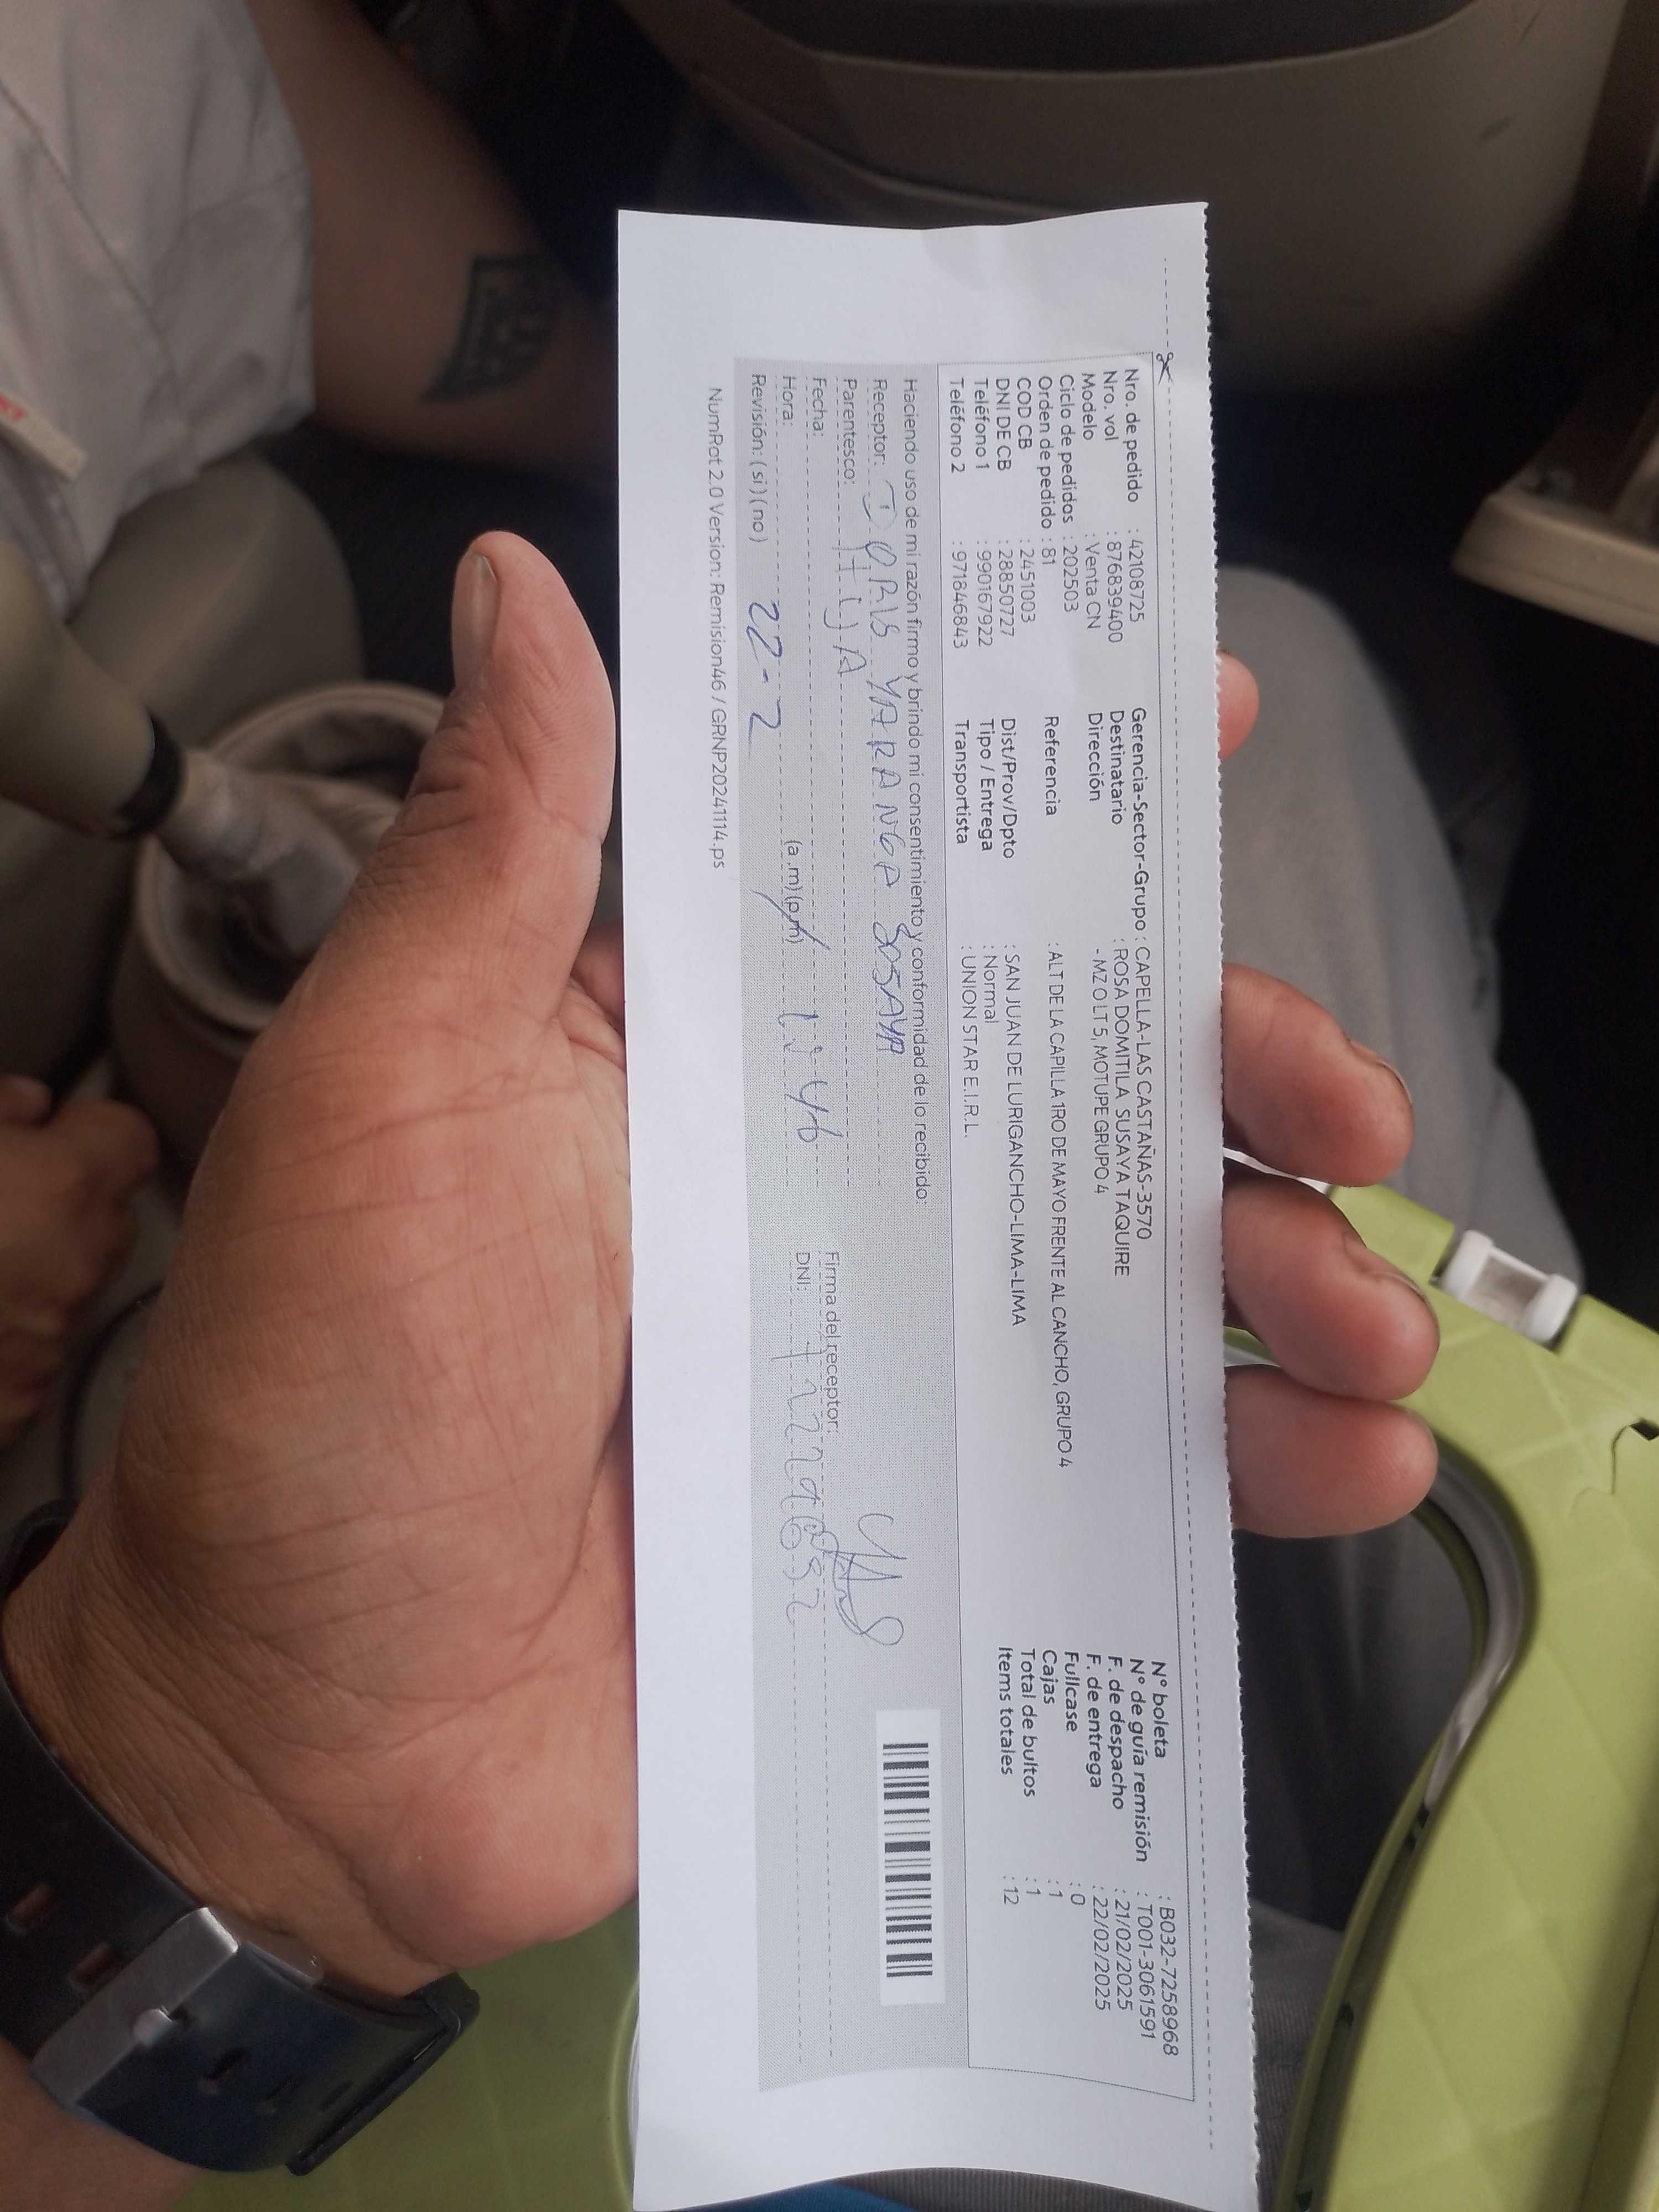 Nro. de pedido : 42108725
Nro. vol : 876839400
Modelo : Venta CN
Ciclo de pedidos : 202503
Orden de pedido : 81
COD CB : 2451003
DNI DE CB : 28850727
Teléfono 1 : 990167922
Teléfono 2 : 971846843
Gerencia-Sector-Grupo : CAPELLA-LAS CASTAÑAS-3570
Destinatario : ROSA DOMITILA SUSAYA TAQUIRE
Dirección - MZ O LT 5, MOTUPE GRUPO 4
Referencia : ALT DE LA CAPILLA 1RO DE MAYO FRENTE AL CANCHO, GRUPO 4
Dist/Prov/Dpto : SAN JUAN DE LURIGANCHO-LIMA-LIMA
Tipo / Entrega : Normal
Transportista : UNION STAR E.I.R.L.
N° boleta : B032-7258968
N° de guía remisión : T001-3061591
F. de despacho : 21/02/2025
F. de entrega : 22/02/2025
Fullcase : 0
Cajas : 1
Total de bultos : 1
Items totales : 12
Haciendo uso de mi razón firmo y brindo mi consentimiento y conformidad de lo recibido:
Receptor: YARANGA SOSAYA
Parentesco: HIJA
Fecha:
Hora: (a.m)(p.m) 1:46
Revisión: (si)(no) 22-2
Firma del receptor:
DNI:
NumRot 2.0 Version: Remision46 / GRNP20241114.ps